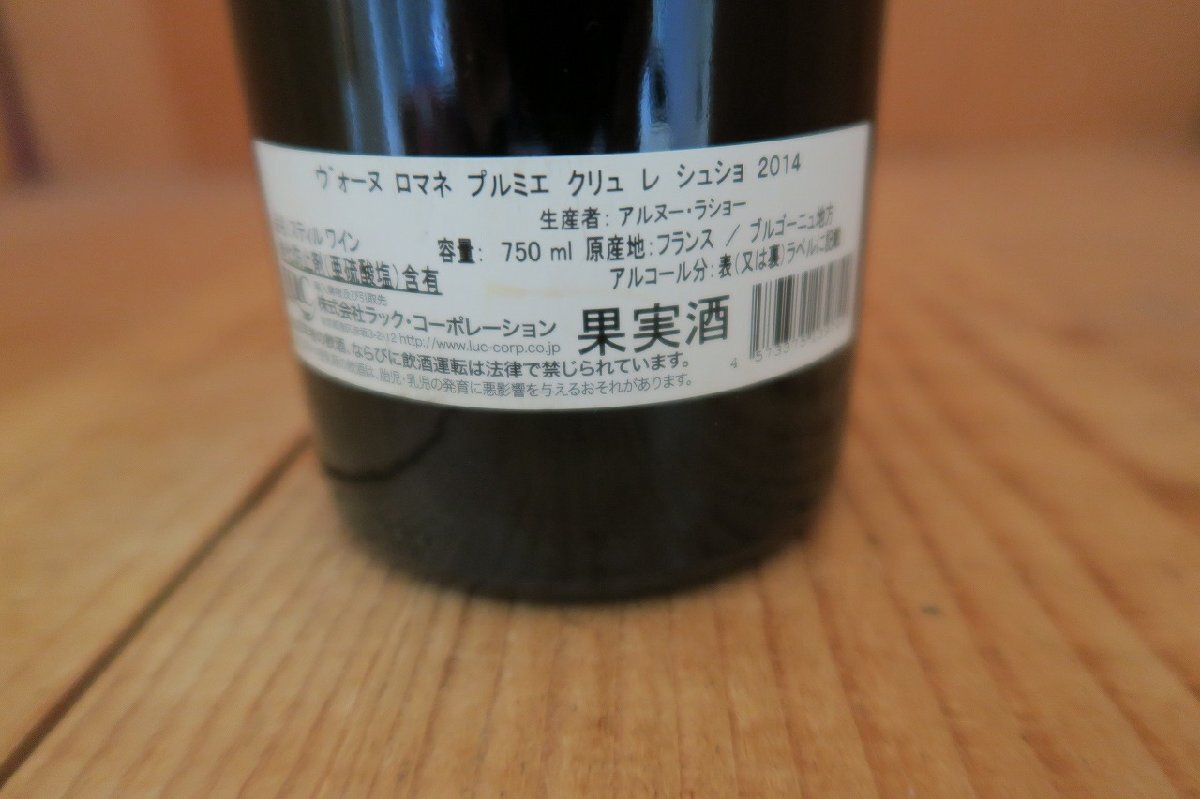 ヴォーヌ ロマネ プルミエ クリュ レ シュショ 2014
生産者: アルヌー・ラショー
スティルワイン 容量: 750 ml 原産地:フランス / ブルゴーニュ地方
(亜硫酸塩)含有 アルコール分:表(又は裏)ラベルに記載
株式会社ラック・コーポレーション
http://www.luc-corp.co.jp
果実酒
の飲酒、ならびに飲酒運転は法律で禁じられています。
の飲酒は、胎児・乳児の発育に悪影響を与えるおそれがあります。